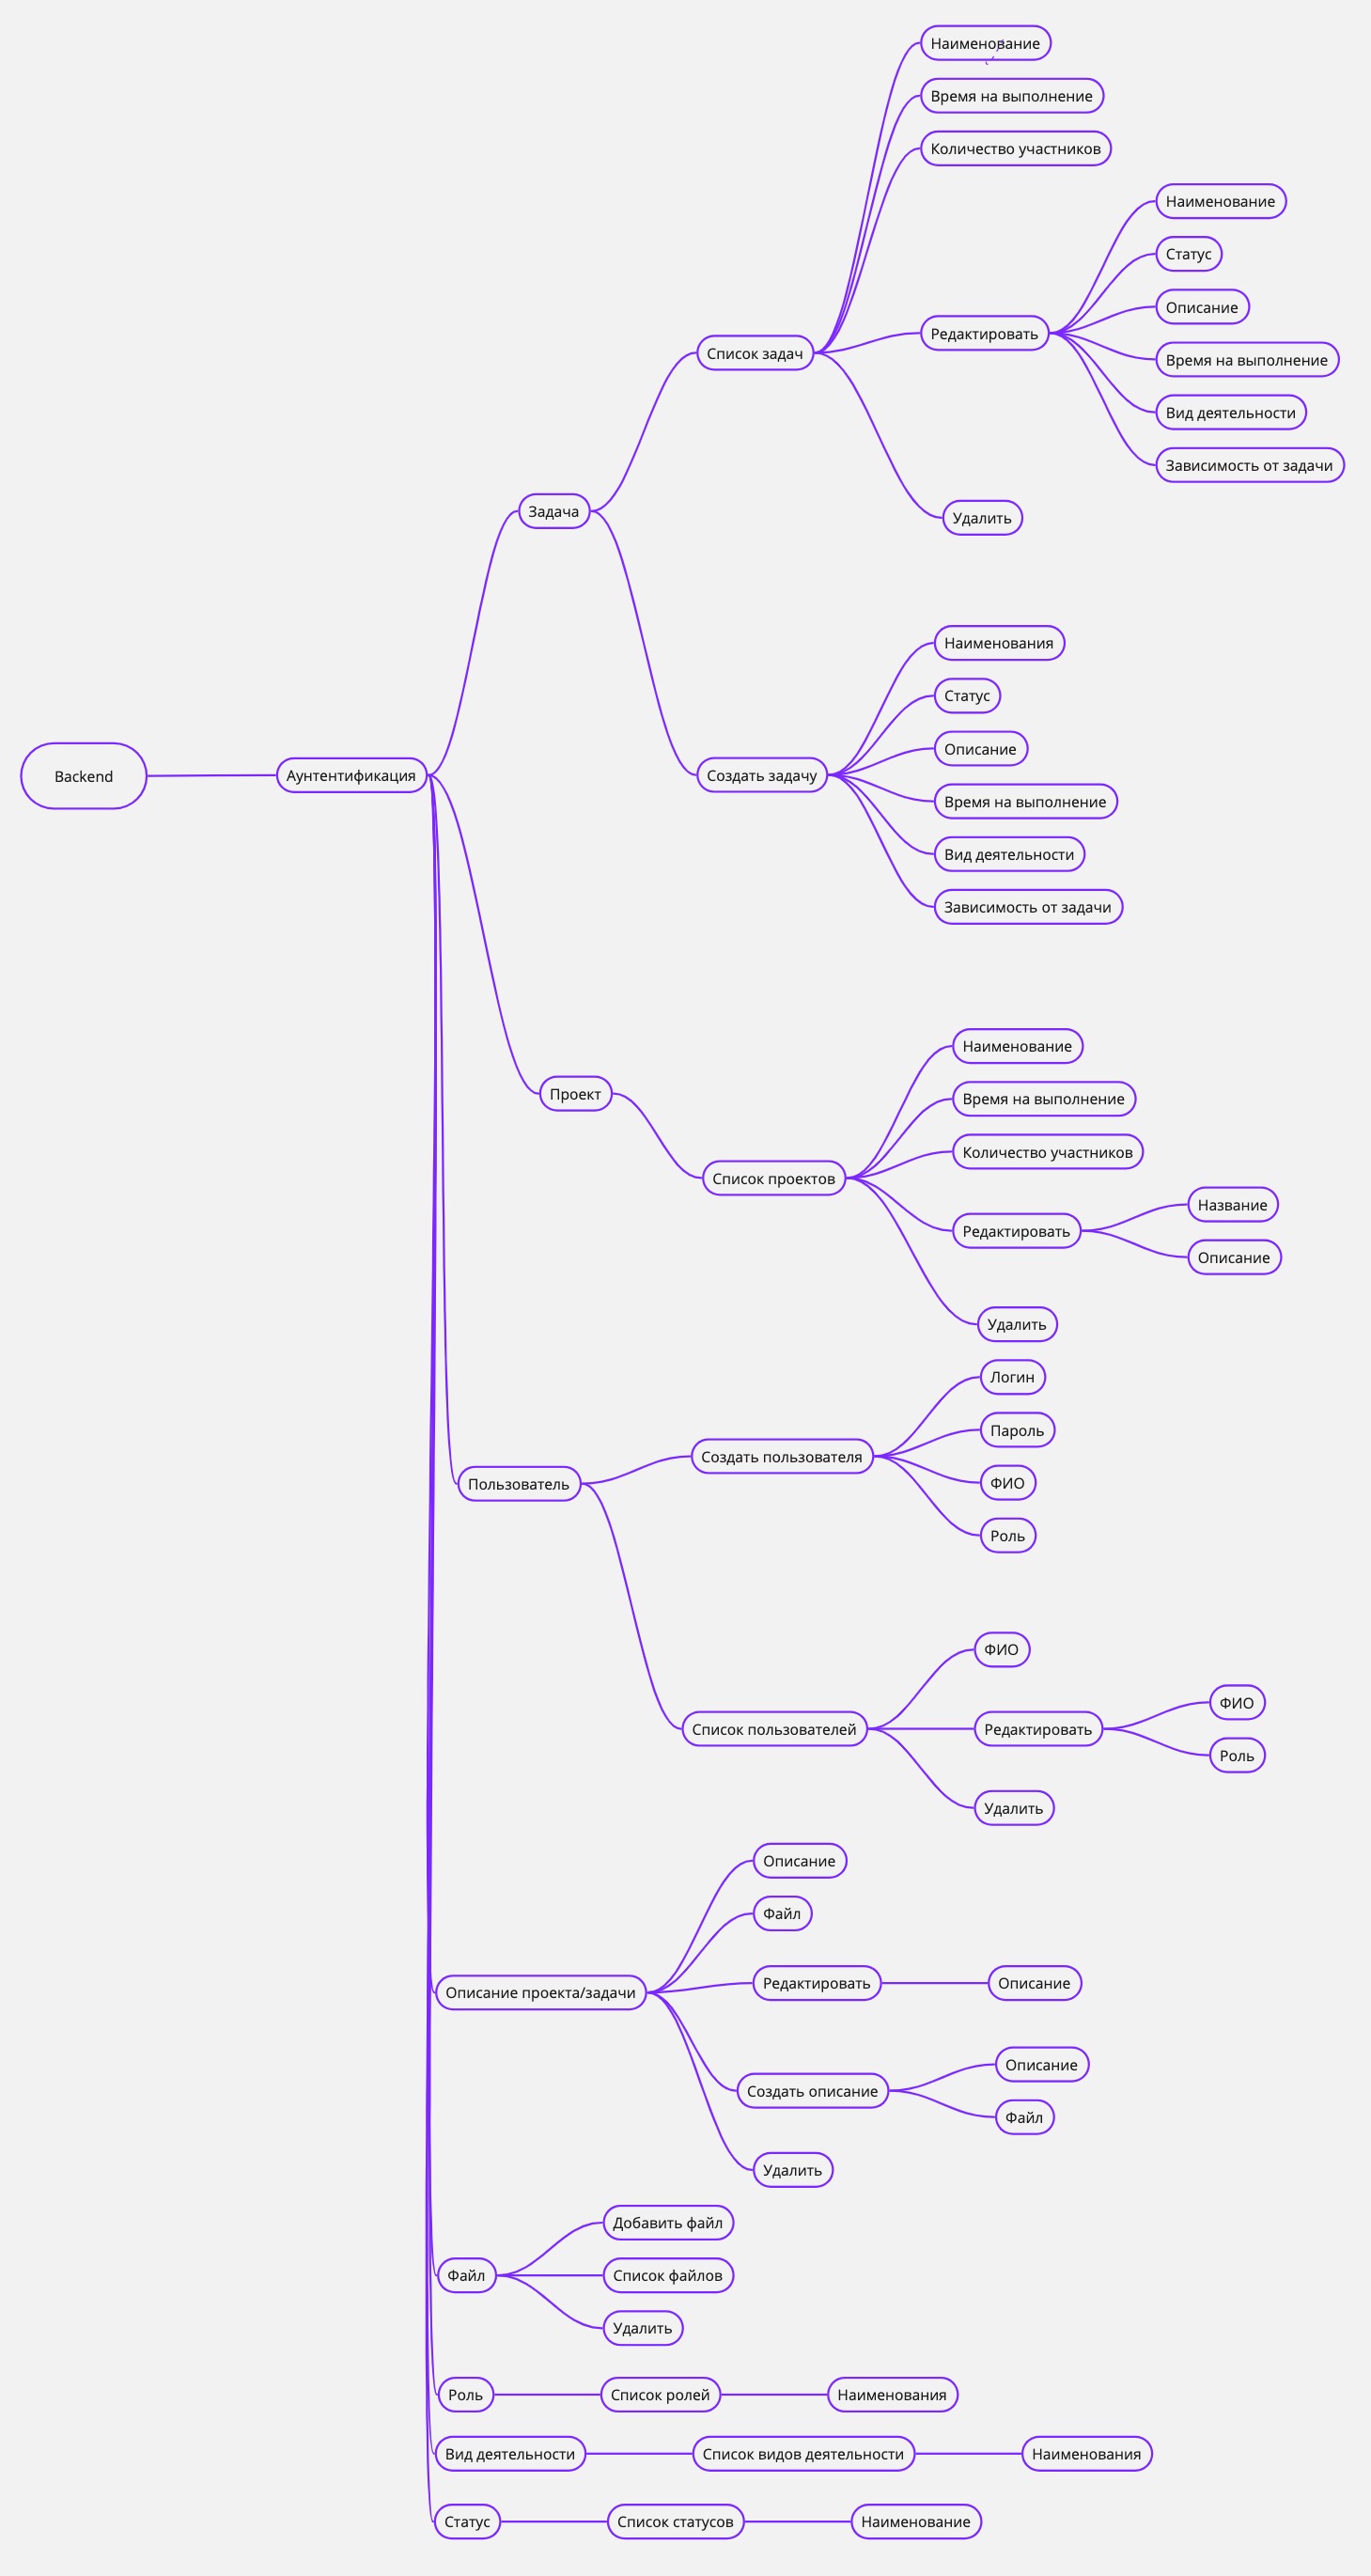 Наименование
Время на выполнение
Количество участников
Наименование
Статус
Описание
Редактировать
Время на выполнение
Список задач
Вид деятельности
Зависимость от задачи
Задача
Удалить
Наименования
Статус
Описание
Backend
Аунтентификация
Создать задачу
Время на выполнение
Вид деятельности
Зависимость от задачи
Наименование
Проект
Время на выполнение
Количество участников
Список проектов
Название
Редактировать
Описание
Удалить
Логин
Пароль
Создать пользователя
Пользователь
ФИО
Роль
ФИО
ФИО
Список пользователей
Редактировать
Роль
Удалить
Описание
Файл
Описание проекта/задачи
Редактировать
Описание
Описание
Создать описание
Файл
Удалить
Добавить файл
Файл
Список файлов
Удалить
Роль
Список ролей
Наименования
Вид деятельности
Список видов деятельности
Наименования
Статус
Список статусов
Наименование